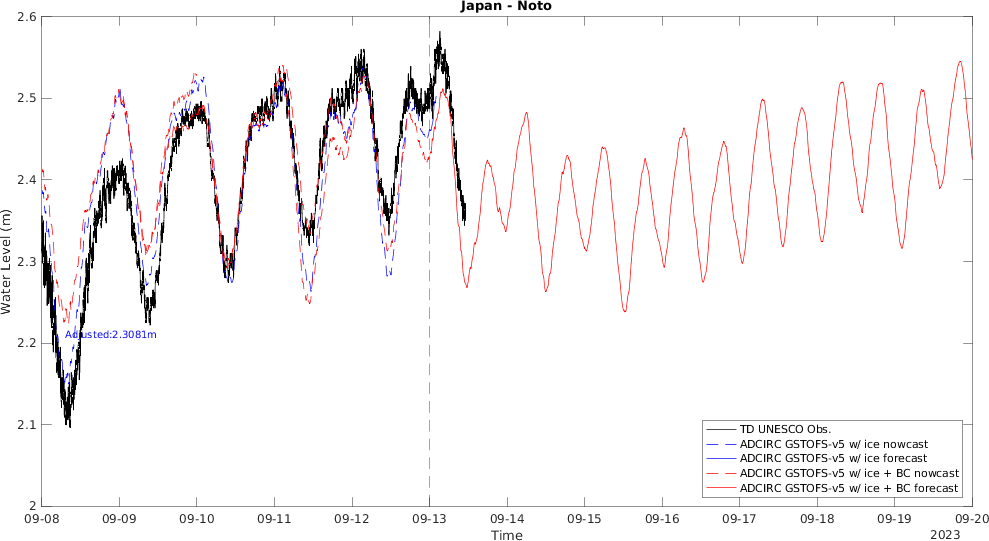 Japan - Noto
2.6
2.5
2.4
2.3
2.2
2.1
2
Water Level (m)
Adjusted:2.3081m
TD UNESCO Obs.
ADCIRC GSTOFS-v5 w/ ice nowcast
ADCIRC GSTOFS-v5 w/ ice forecast
ADCIRC GSTOFS-v5 w/ ice + BC nowcast
ADCIRC GSTOFS-v5 w/ ice + BC forecast
09-08 09-09 09-10 09-11 09-12 09-13 09-14 09-15 09-16 09-17 09-18 09-19 09-20
Time
2023